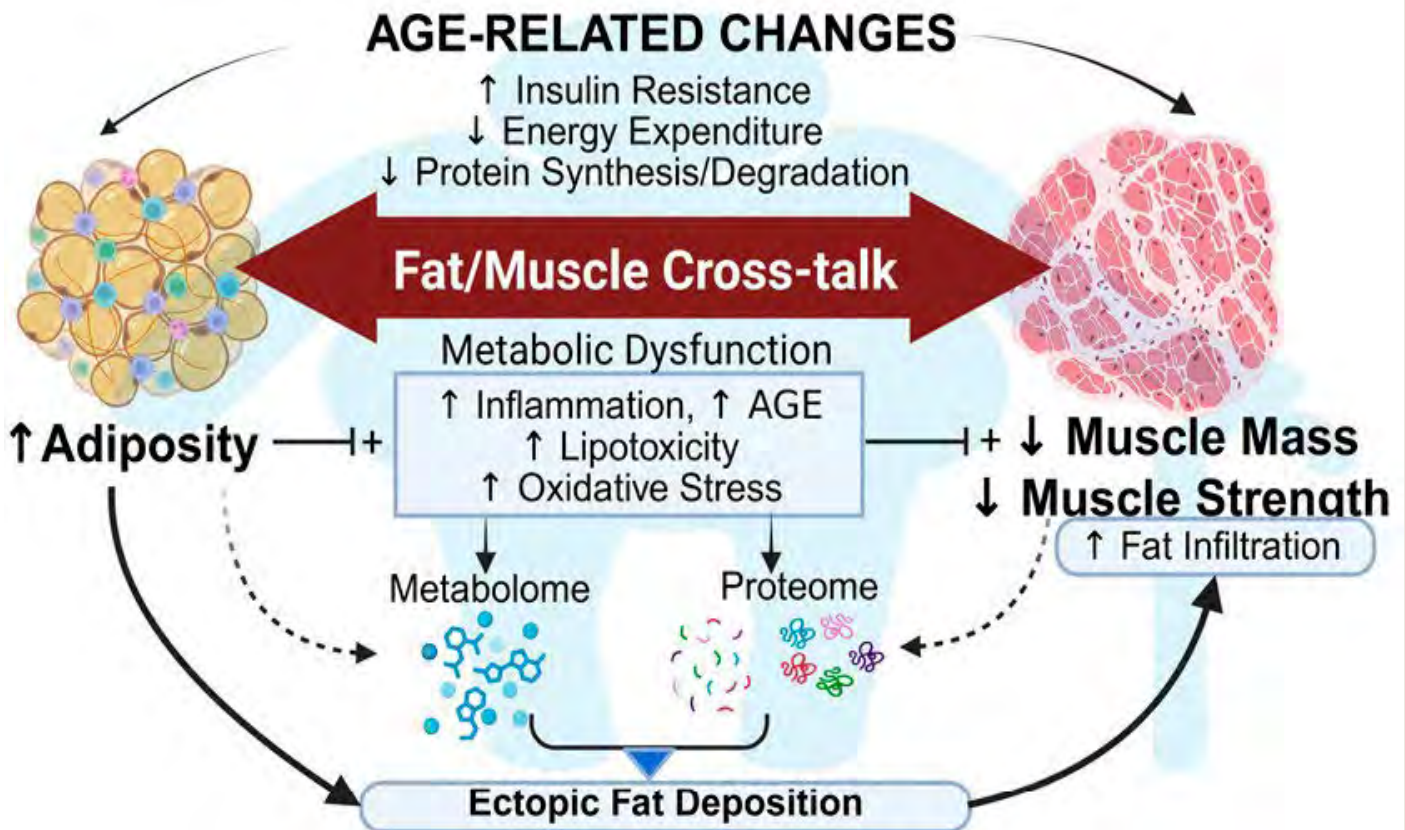 AGE-RELATED CHANGES
↑ Insulin Resistance
↓ Energy Expenditure
↓ Protein Synthesis/Degradation
Fat/Muscle Cross-talk
Metabolic Dysfunction
↑ Inflammation, ↑ AGE
↑ Lipotoxicity
↑ Oxidative Stress
↑ Adiposity
+
+
↓ Muscle Mass
↓ Muscle Strength
↑ Fat Infiltration
Metabolome
Proteome
Ectopic Fat Deposition